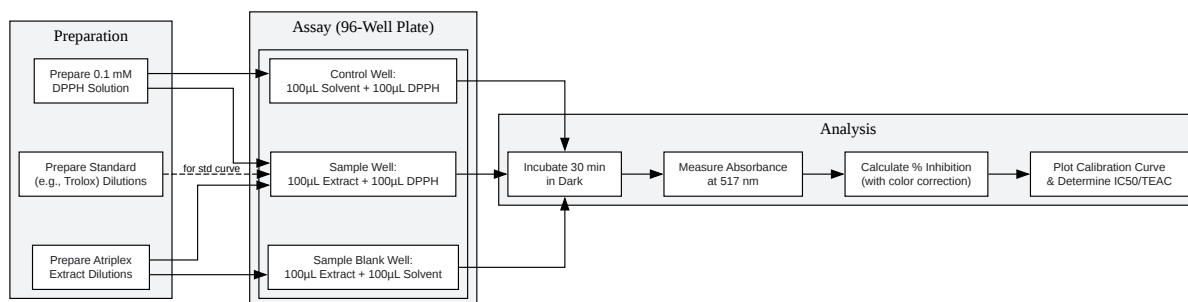 Preparation
Prepare 0.1 mM
DPPH Solution
Prepare Standard
(e.g., Trolox) Dilutions
Prepare Atriplex
Extract Dilutions
for std curve
Assay (96-Well Plate)
Control Well:
100µL Solvent + 100µL DPPH
Sample Well:
100µL Extract + 100µL DPPH
Sample Blank Well:
100µL Extract + 100µL Solvent
Analysis
Incubate 30 min
in Dark
Measure Absorbance
at 517 nm
Calculate % Inhibition
(with color correction)
Plot Calibration Curve
& Determine IC50/TEAC